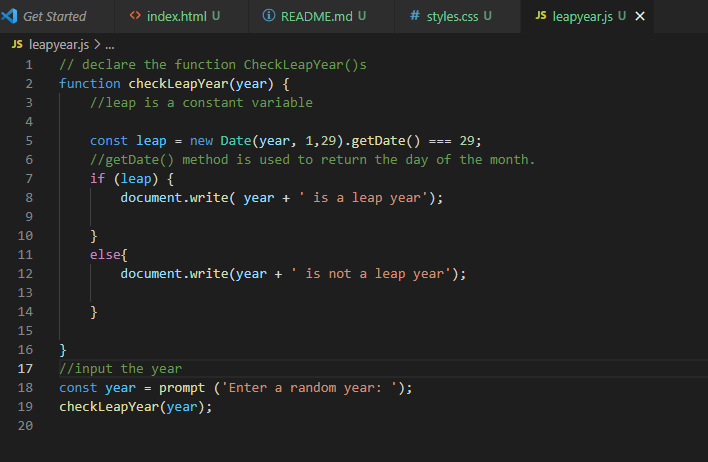 Get Started index.html U README.md U styles.css U JS leapyear.js U
JS leapyear.js > ...
1 // declare the function CheckLeapYear()s
2 function checkLeapYear(year) {
3 //leap is a constant variable
4
5 const leap = new Date(year, 1,29).getDate() === 29;
6 //getDate() method is used to return the day of the month.
7 if (leap) {
8 document.write( year + ' is a leap year');
9
10 }
11 else{
12 document.write(year + ' is not a leap year');
13
14 }
15
16 }
17 //input the year
18 const year = prompt ('Enter a random year: ');
19 checkLeapYear(year);
20